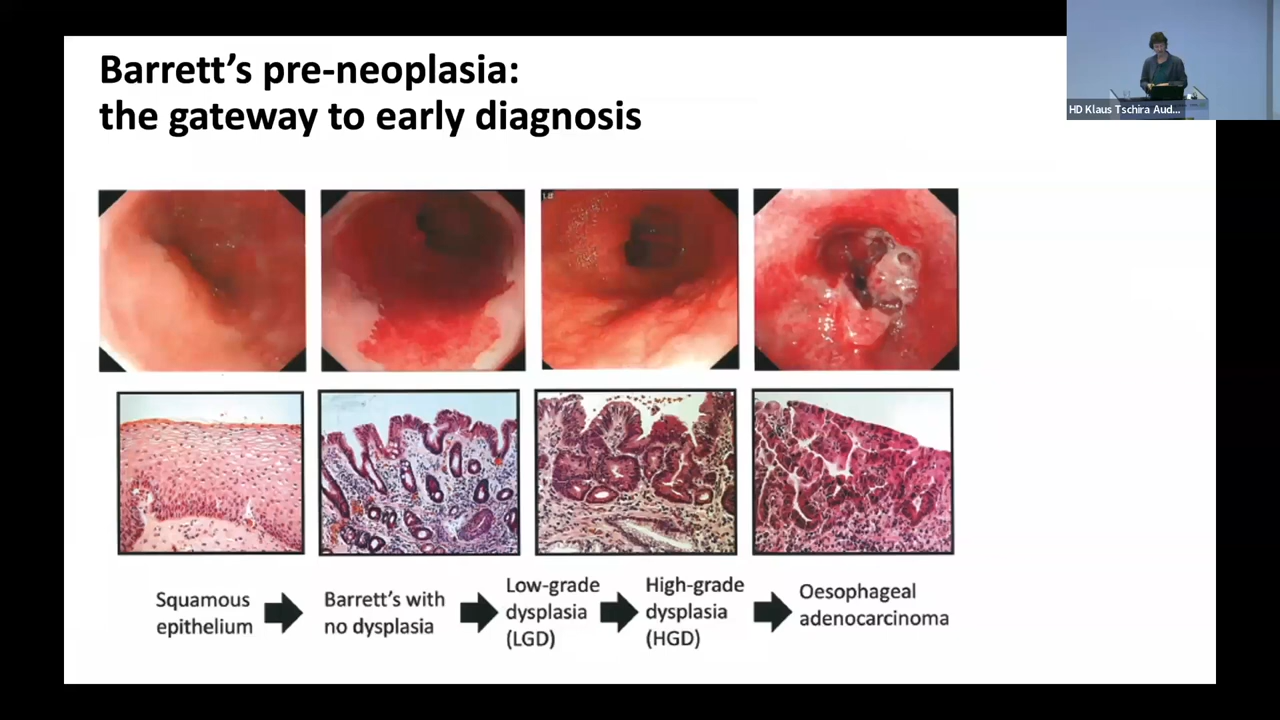 Barrett's pre-neoplasia:
the gateway to early diagnosis
HD Klaus Tschira Aud...
Squamous
epithelium
Barrett's with
no dysplasia
Low-grade
dysplasia
(LGD)
High-grade
dysplasia
(HGD)
Oesophageal
adenocarcinoma